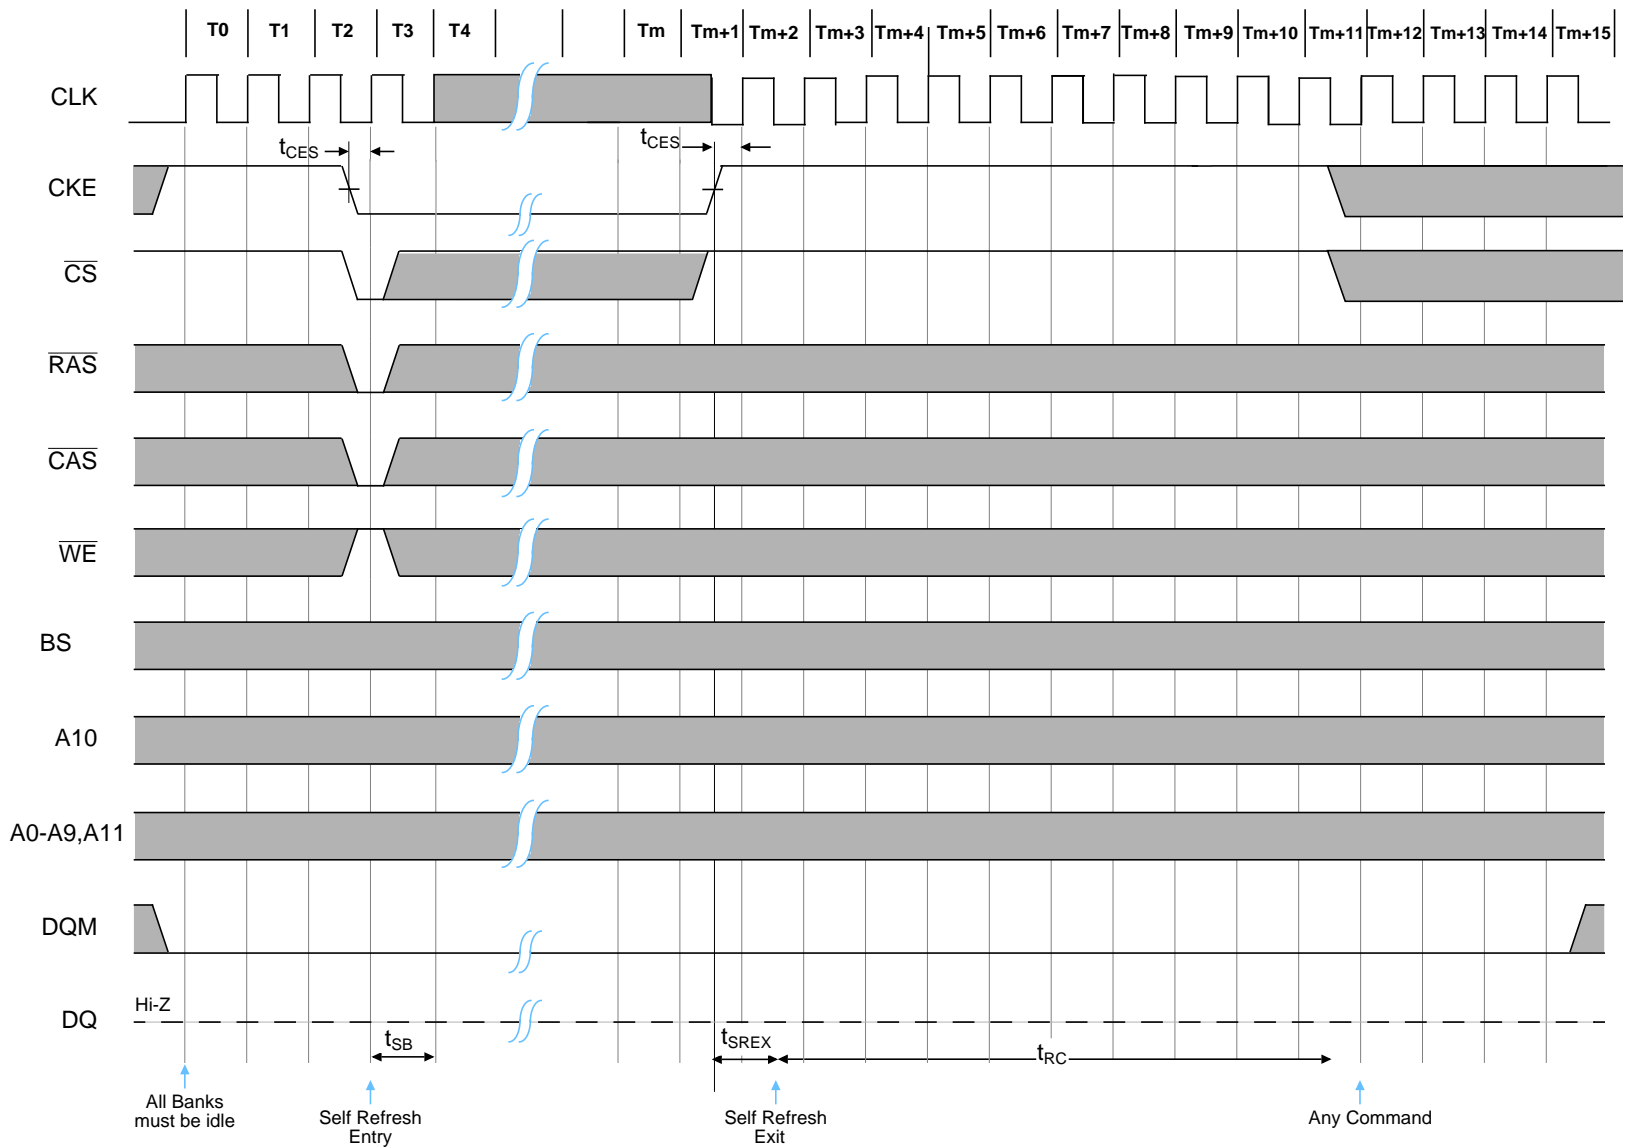 T0 T1 T2 T3 T4 Tm Tm+1 Tm+2 Tm+3 Tm+4 Tm+5 Tm+6 Tm+7 Tm+8 Tm+9 Tm+10 Tm+11 Tm+12 Tm+13 Tm+14 Tm+15
CLK
tCES tCES
CKE
CS
RAS
CAS
WE
BS
A10
A0-A9,A11
DQM
Hi-Z
DQ
tSB tSREX tRC
All Banks
must be idle
Self Refresh
Entry
Self Refresh
Exit
Any Command